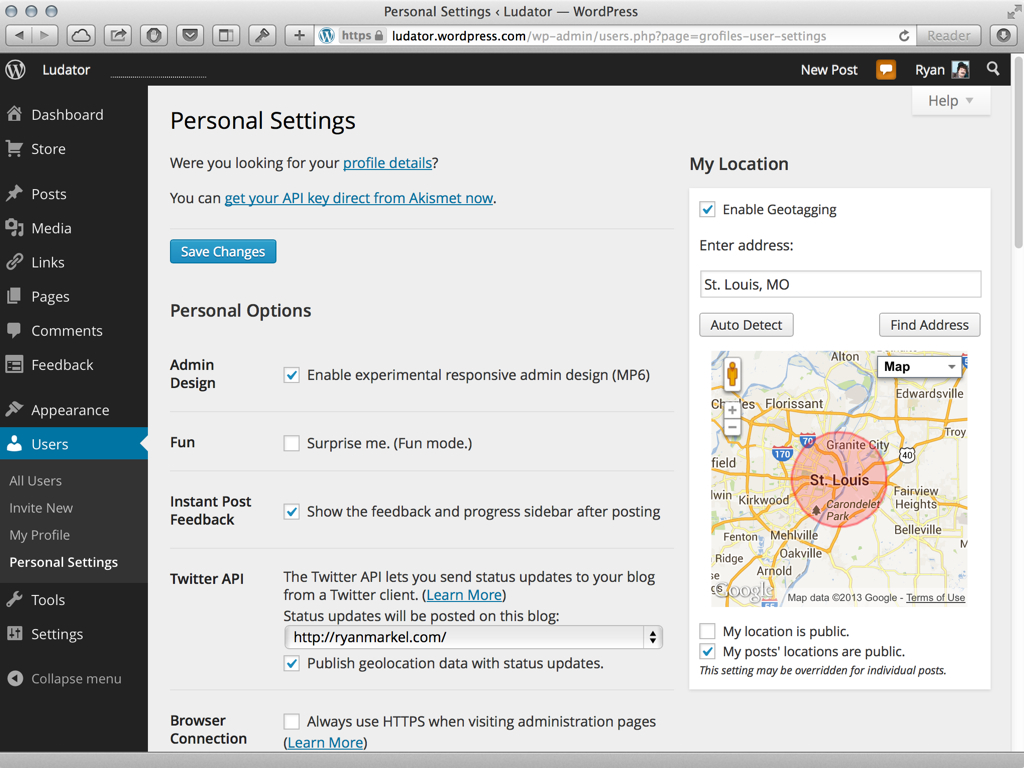 Personal Settings ‹ Ludator — WordPress
https ludator.wordpress.com/wp-admin/users.php?page=grofiles-user-settings
Reader
Ludator
New Post
Ryan
Help
Dashboard
Store
Posts
Media
Links
Pages
Comments
Feedback
Appearance
Users
All Users
Invite New
My Profile
Personal Settings
Tools
Settings
Collapse menu
Personal Settings
Were you looking for your profile details?
You can get your API key direct from Akismet now.
Save Changes
Personal Options
Admin
Design
Enable experimental responsive admin design (MP6)
Fun
Surprise me. (Fun mode.)
Instant Post
Feedback
Show the feedback and progress sidebar after posting
Twitter API
The Twitter API lets you send status updates to your blog
from a Twitter client. (Learn More)
Status updates will be posted on this blog:
http://ryanmarkel.com/
Publish geolocation data with status updates.
Browser
Connection
Always use HTTPS when visiting administration pages
(Learn More)
My Location
Enable Geotagging
Enter address:
St. Louis, MO
Auto Detect
Find Address
Alton
Map
Edwardsville
Florissant
Troy
70
Granite City
170
40
St. Louis
Kirkwood
Carondelet
Park
Fairview
Heights
Fenton
Mehlville
Belleville
Oakville
Ridge
Arnold
Google
Map data ©2013 Google - Terms of Use
My location is public.
My posts' locations are public.
This setting may be overridden for individual posts.